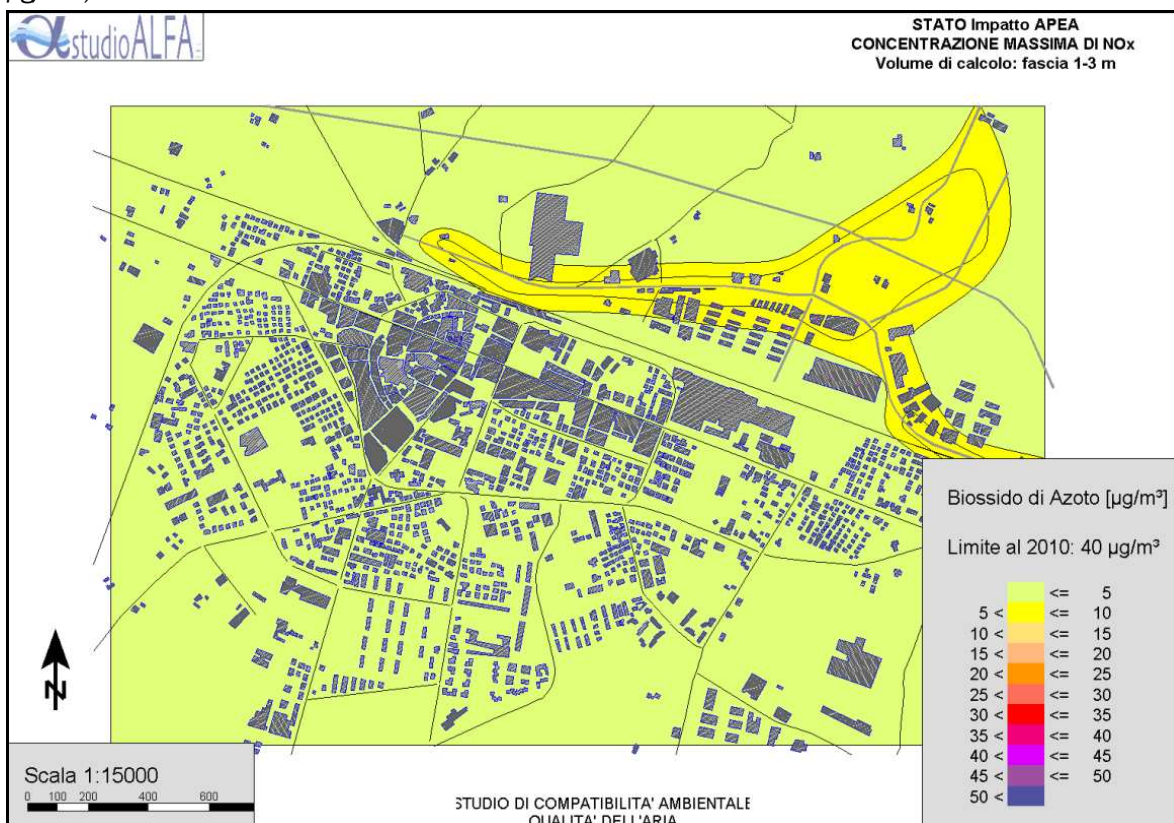 studioALFA
STATO Impatto APEA
CONCENTRAZIONE MASSIMA DI NOx
Volume di calcolo: fascia 1-3 m
N
Biossido di Azoto [µg/m³]
Limite al 2010: 40 µg/m³
<= 5
5 < <= 10
10 < <= 15
15 < <= 20
20 < <= 25
25 < <= 30
30 < <= 35
35 < <= 40
40 < <= 45
45 < <= 50
50 <
Scala 1:15000
0 100 200 400 600
STUDIO DI COMPATIBILITA' AMBIENTALE
QUALITA' DELL'ARIA